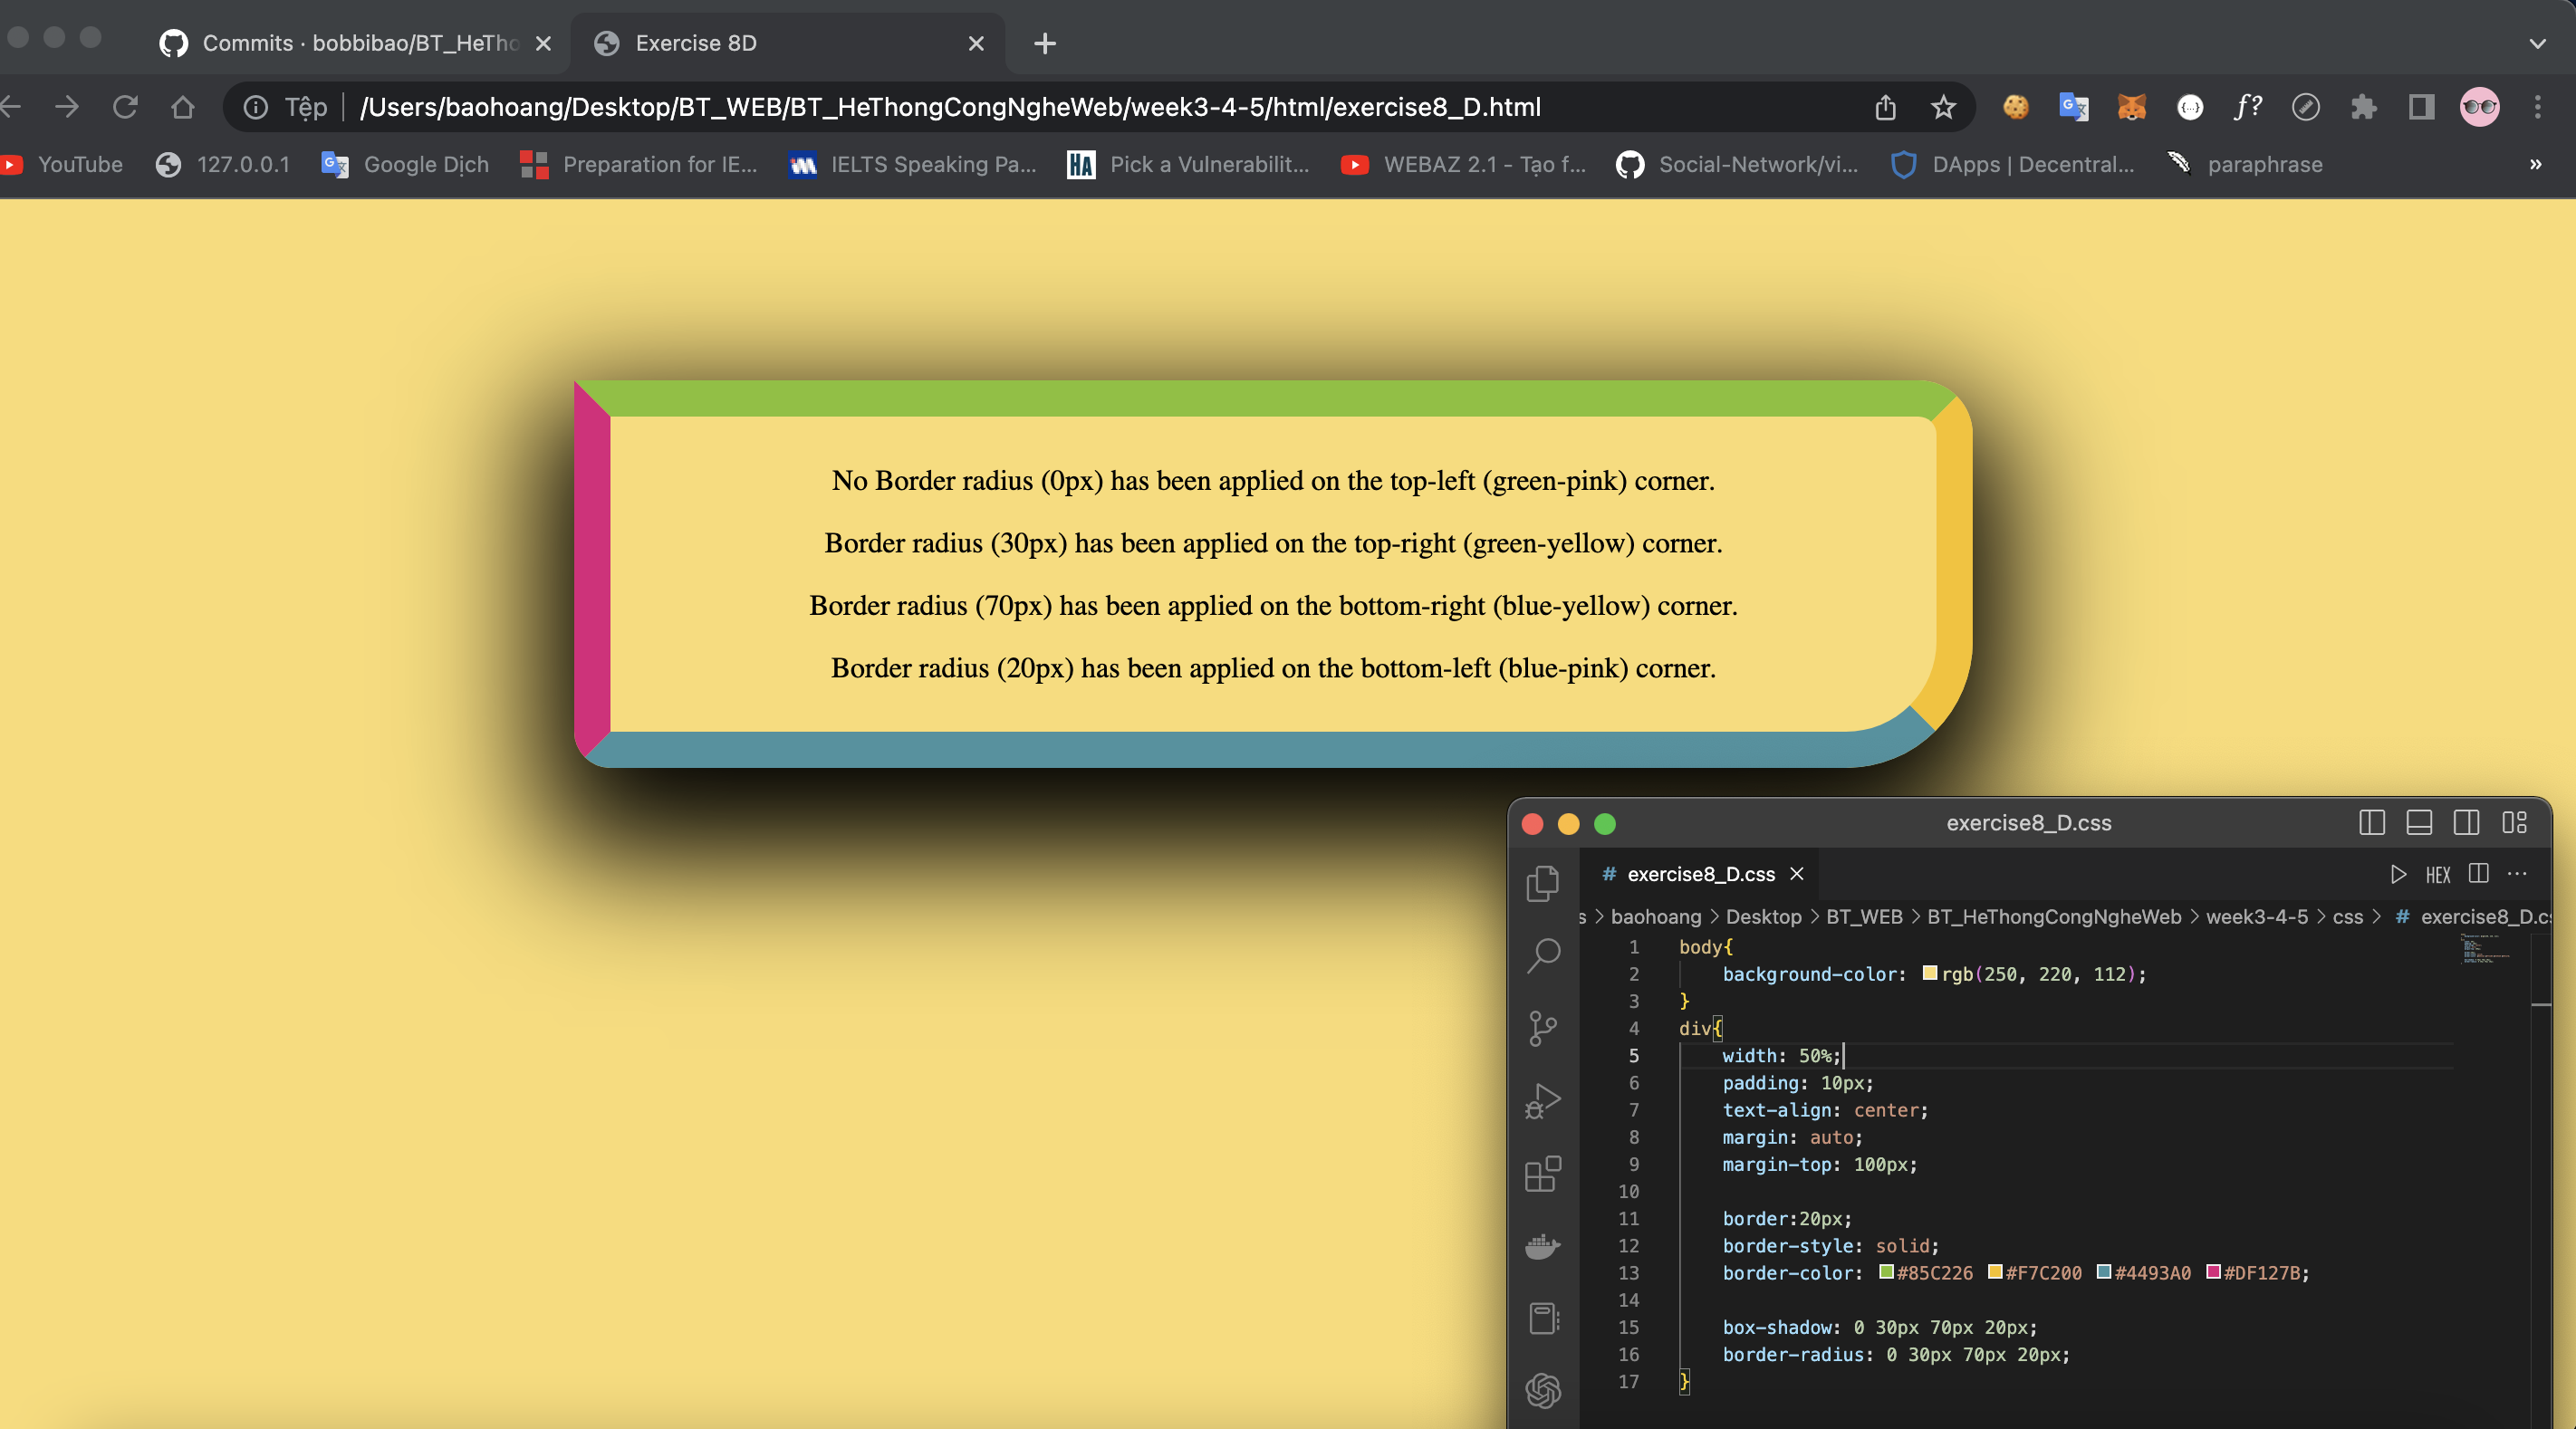 Commits · bobbibao/BT_HeTho
Exercise 8D
Tệp /Users/baohoang/Desktop/BT_WEB/BT_HeThongCongNgheWeb/week3-4-5/html/exercise8_D.html
f?
YouTube 127.0.0.1 Google Dịch Preparation for IE... IELTS Speaking Pa... HA Pick a Vulnerabilit... WEBAZ 2.1 - Tạo f... Social-Network/vi... DApps | Decentral... paraphrase »
No Border radius (0px) has been applied on the top-left (green-pink) corner.
Border radius (30px) has been applied on the top-right (green-yellow) corner.
Border radius (70px) has been applied on the bottom-right (blue-yellow) corner.
Border radius (20px) has been applied on the bottom-left (blue-pink) corner.
exercise8_D.css
# exercise8_D.css HEX ...
s > baohoang > Desktop > BT_WEB > BT_HeThongCongNgheWeb > week3-4-5 > css > # exercise8_D.cs
1 body{
2 background-color: rgb(250, 220, 112);
3 }
4 div{
5 width: 50%;
6 padding: 10px;
7 text-align: center;
8 margin: auto;
9 margin-top: 100px;
10
11 border:20px;
12 border-style: solid;
13 border-color: #85C226 #F7C200 #4493A0 #DF127B;
14
15 box-shadow: 0 30px 70px 20px;
16 border-radius: 0 30px 70px 20px;
17 }